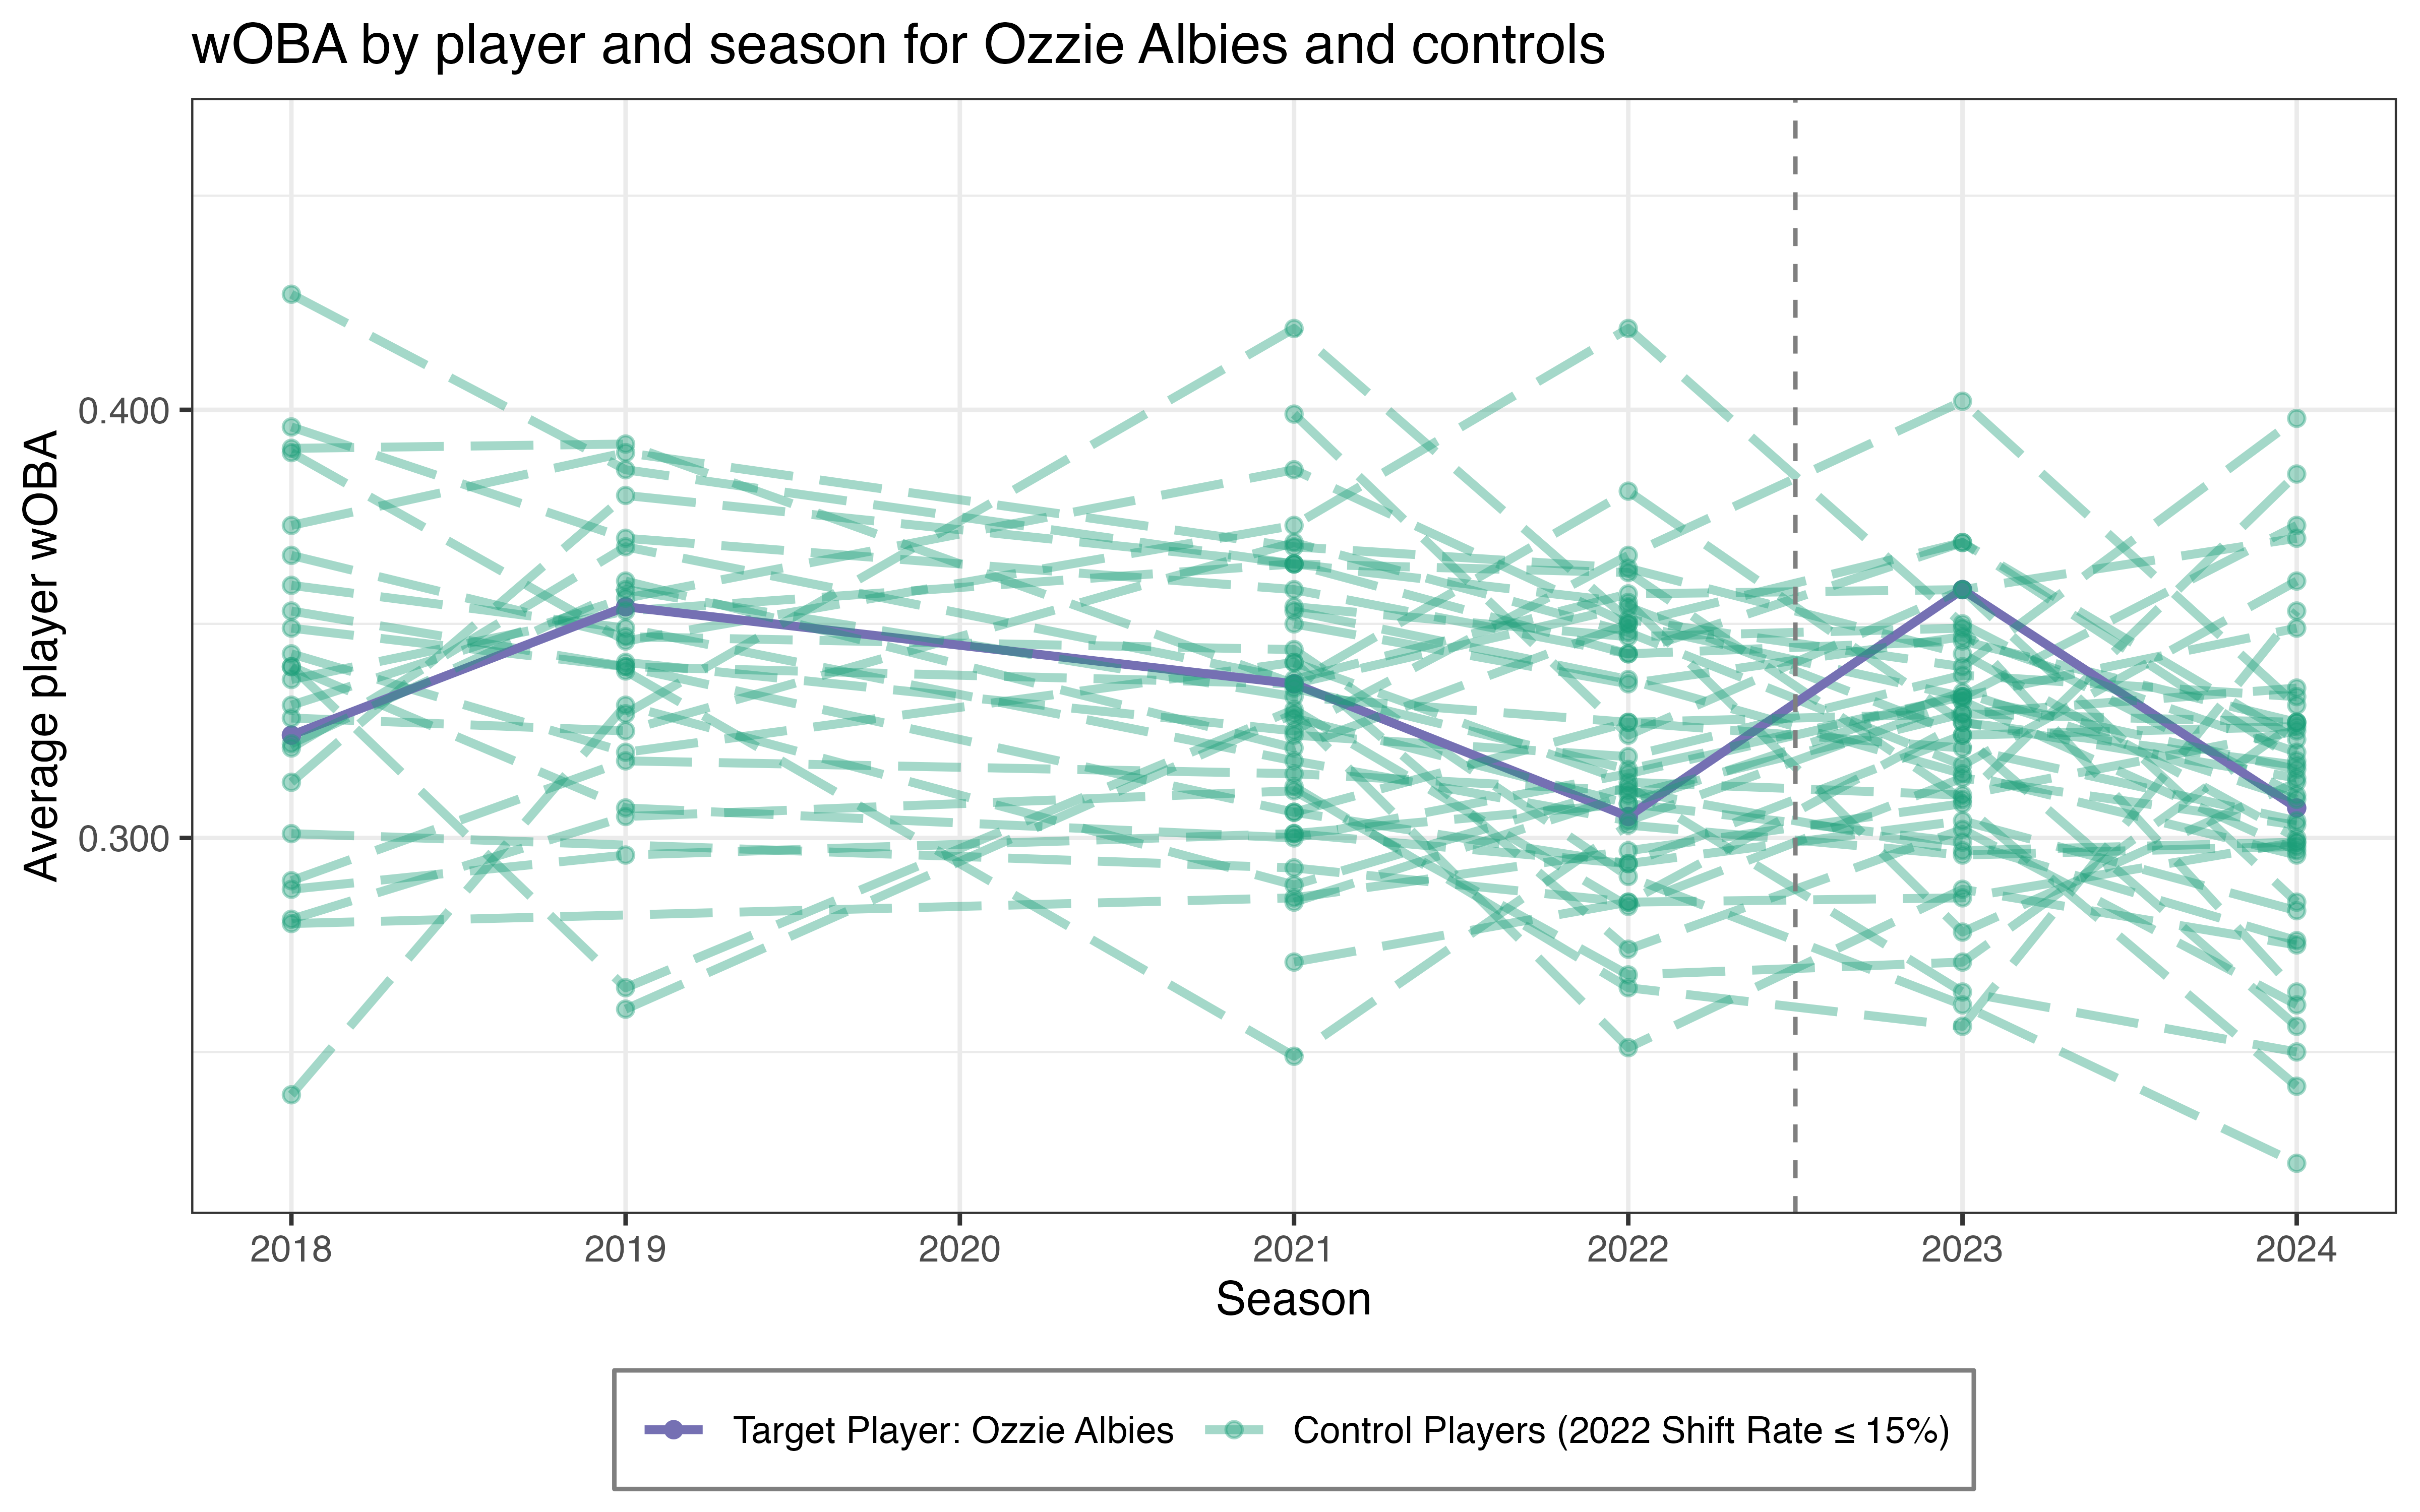 wOBA by player and season for Ozzie Albies and controls
Average player wOBA
0.400
0.300
2018 2019 2020 2021 2022 2023 2024
Season
Target Player: Ozzie Albies Control Players (2022 Shift Rate ≤ 15%)